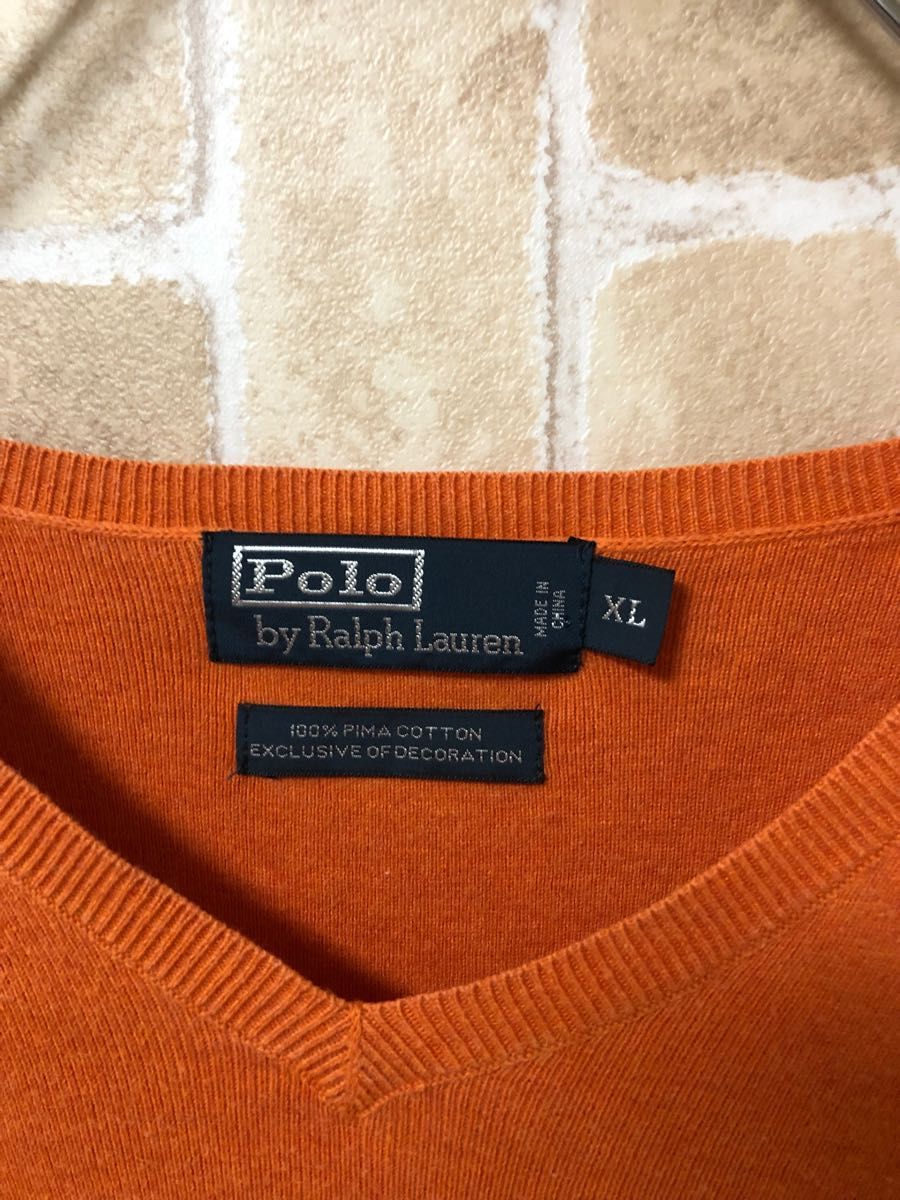 Polo
by Ralph Lauren
MADE IN
CHINA
XL
100% PIMA COTTON
EXCLUSIVE OF DECORATION